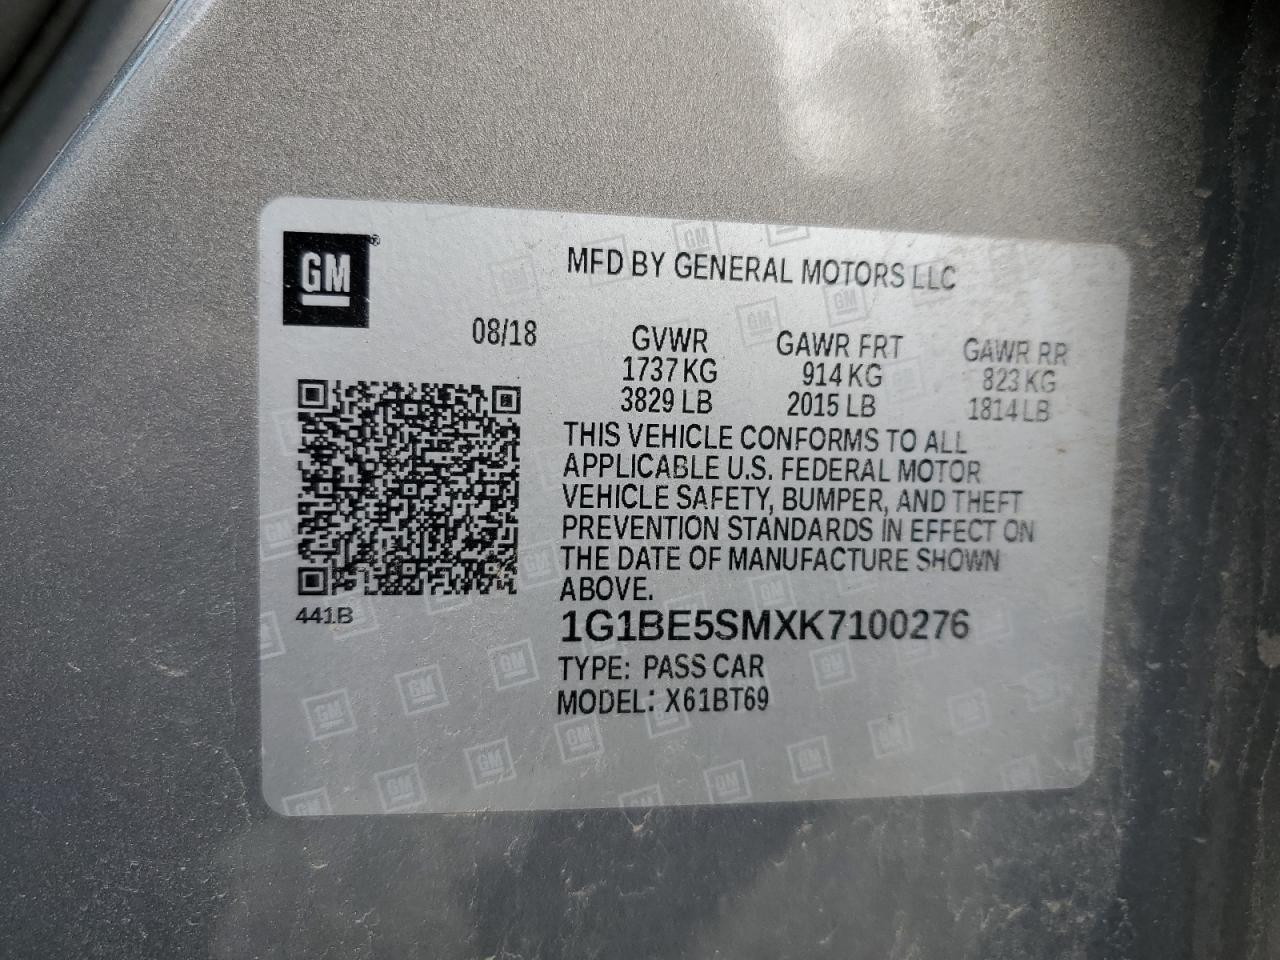 GM®
MFD BY GENERAL MOTORS LLC
08/18
GVWR GAWR FRT GAWR RR
1737 KG 914 KG 823 KG
3829 LB 2015 LB 1814 LB
THIS VEHICLE CONFORMS TO ALL
APPLICABLE U.S. FEDERAL MOTOR
VEHICLE SAFETY, BUMPER, AND THEFT
PREVENTION STANDARDS IN EFFECT ON
THE DATE OF MANUFACTURE SHOWN
ABOVE.
441B
1G1BE5SMXK7100276
TYPE: PASS CAR
MODEL: X61BT69